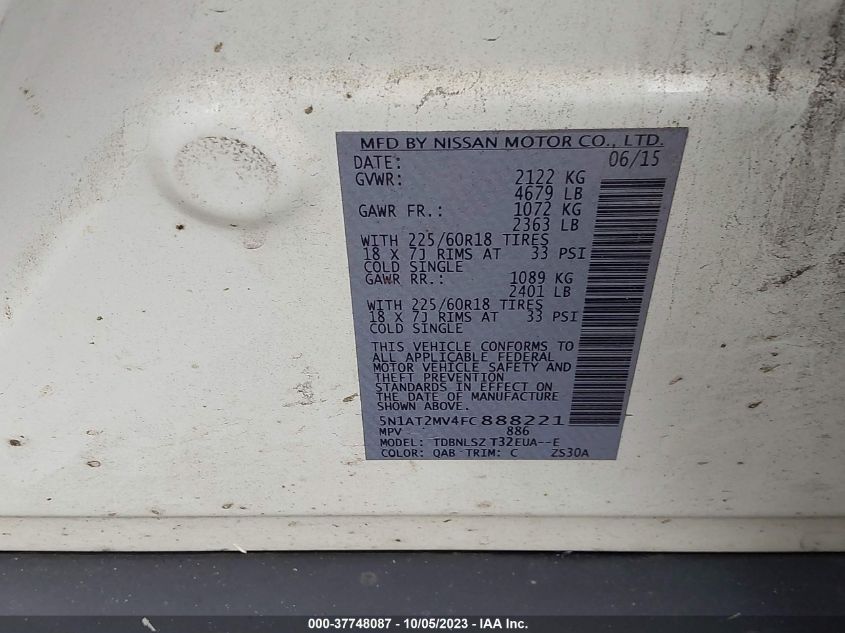 MFD BY NISSAN MOTOR CO., LTD.
DATE: 06/15
GVWR: 2122 KG
4679 LB
GAWR FR.: 1072 KG
2363 LB
WITH 225/60R18 TIRES
18 X 7J RIMS AT 33 PSI
COLD SINGLE
GAWR RR.: 1089 KG
2401 LB
WITH 225/60R18 TIRES
18 X 7J RIMS AT 33 PSI
COLD SINGLE
THIS VEHICLE CONFORMS TO
ALL APPLICABLE FEDERAL
MOTOR VEHICLE SAFETY AND
THEFT PREVENTION
STANDARDS IN EFFECT ON
THE DATE OF MANUFACTURE
SHOWN ABOVE.
5N1AT2MV4FC888221
MPV 886
MODEL: TDBNLSZ T32EUA--E
COLOR: QAB TRIM: C ZS30A
000-37748087 - 10/05/2023 - IAA Inc.